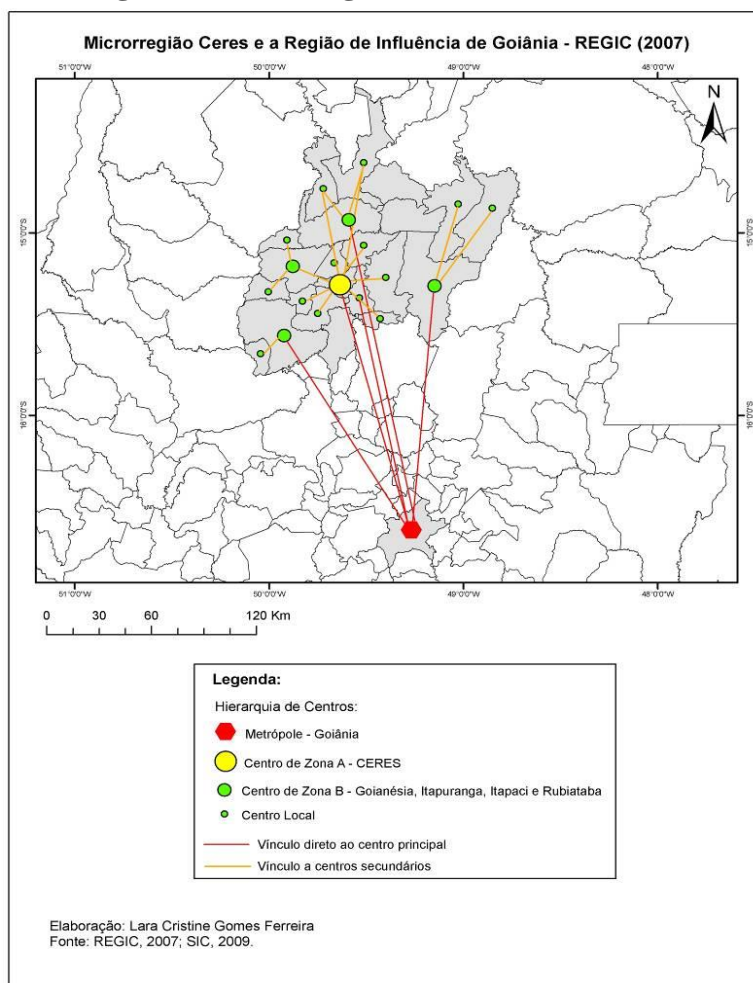 Microrregião Ceres e a Região de Influência de Goiânia - REGIC (2007)
51°0'0"W 50°0'0"W 49°0'0"W 48°0'0"W
N
15°0'0"S 15°0'0"S
16°0'0"S 16°0'0"S
51°0'0"W 50°0'0"W 49°0'0"W 48°0'0"W
0 30 60 120 Km
Legenda:
Hierarquia de Centros:
Metrópole - Goiânia
Centro de Zona A - CERES
Centro de Zona B - Goianésia, Itapuranga, Itapaci e Rubiataba
Centro Local
Vínculo direto ao centro principal
Vínculo a centros secundários
Elaboração: Lara Cristine Gomes Ferreira
Fonte: REGIC, 2007; SIC, 2009.